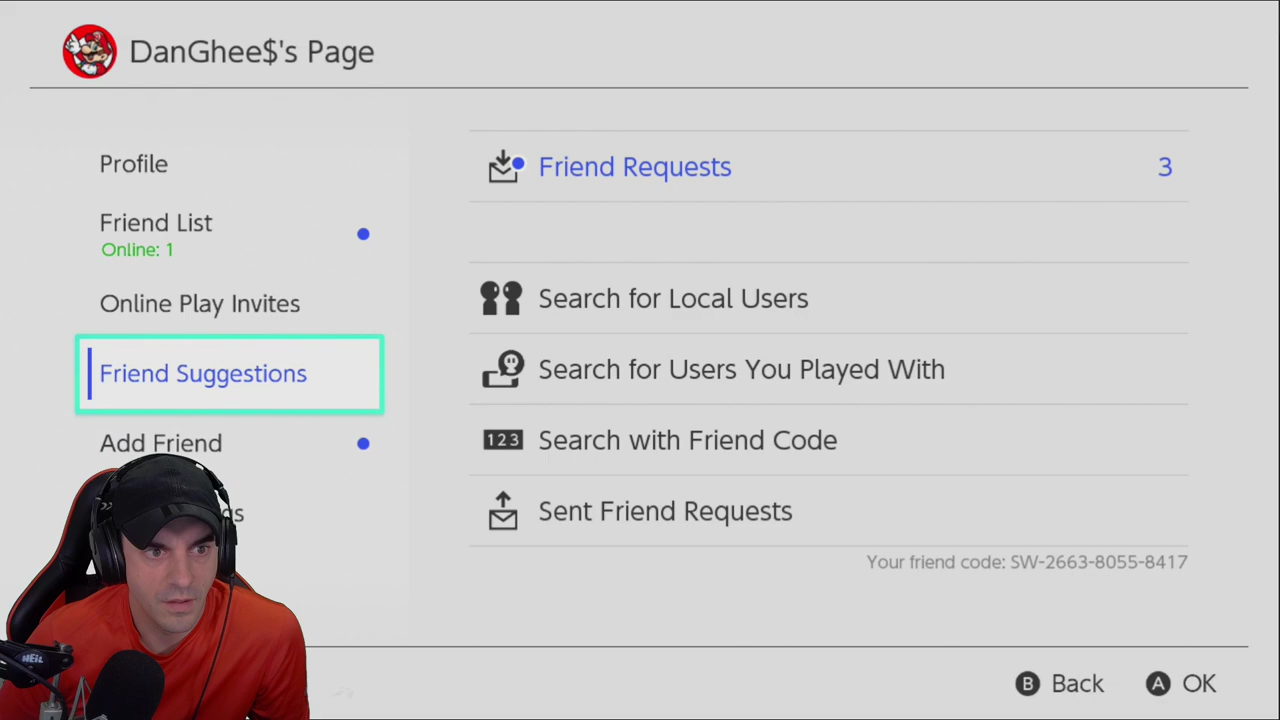 DanGhee$'s Page
Profile
Friend List
Online: 1
Online Play Invites
Friend Suggestions
Add Friend
gs
Friend Requests 3
Search for Local Users
Search for Users You Played With
123 Search with Friend Code
Sent Friend Requests
Your friend code: SW-2663-8055-8417
NEIL
B Back
A OK